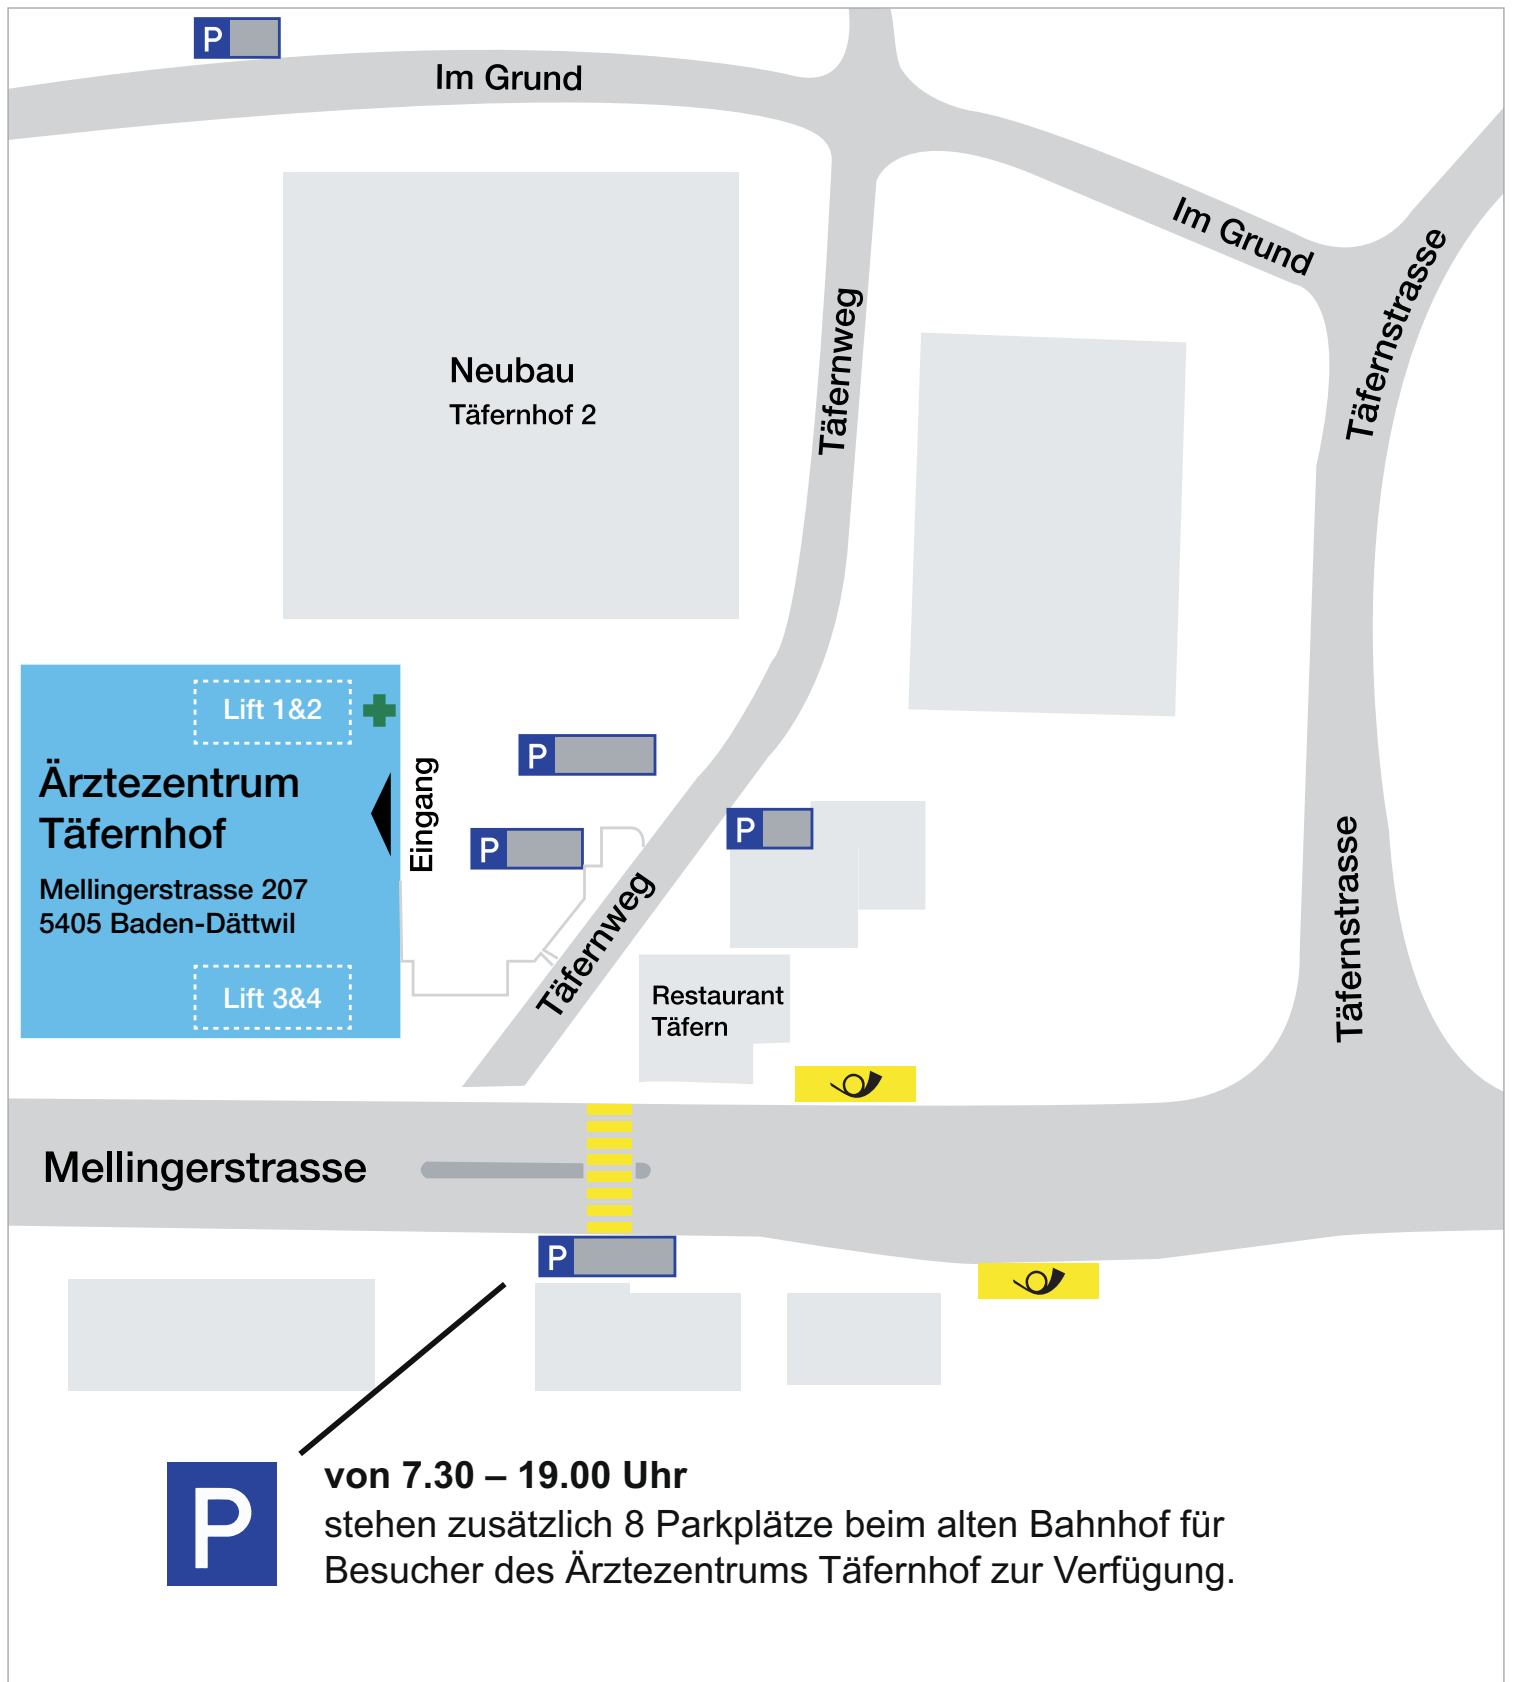 P
Im Grund
Im Grund
Täfernstrasse
Täfernweg
Neubau
Täfernhof 2
Lift 1&2
Ärztezentrum
Täfernhof
Mellingerstrasse 207
5405 Baden-Dättwil
Lift 3&4
Eingang
P
P
P
Täfernweg
Restaurant
Täfern
Täfernstrasse
Mellingerstrasse
P
P
von 7.30 – 19.00 Uhr
stehen zusätzlich 8 Parkplätze beim alten Bahnhof für
Besucher des Ärztezentrums Täfernhof zur Verfügung.